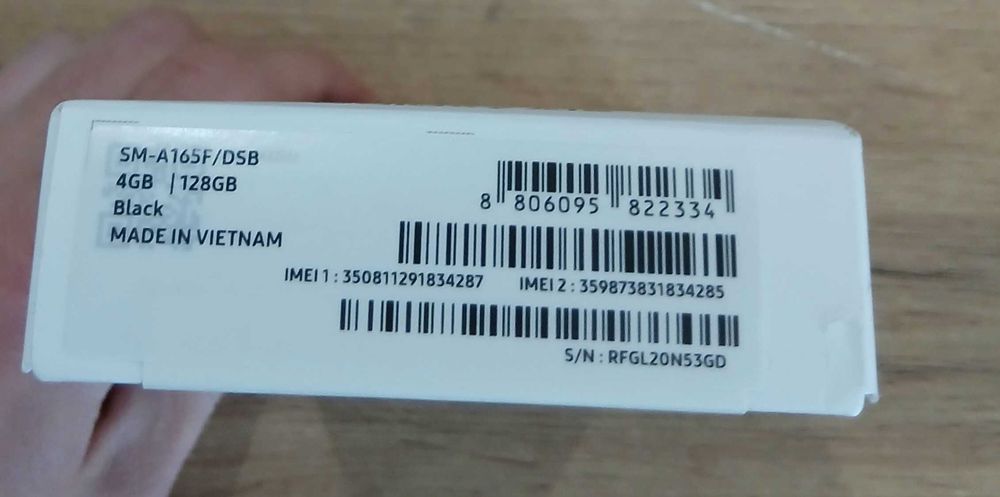 SM-A165F/DSB
4GB | 128GB
Black
MADE IN VIETNAM
8 806095 822334
IMEI 1 : 350811291834287 IMEI 2 : 359873831834285
S/N : RFGL20N53GD